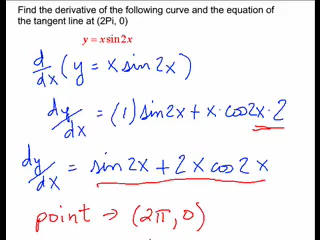 Find the derivative of the following curve and the equation of
the tangent line at (2Pi, 0)
y = x sin 2x
d/dx (y = x sin 2x)
dy/dx = (1) sin 2x + x · cos 2x · 2
dy/dx = sin 2x + 2x cos 2x
point → (2π, 0)